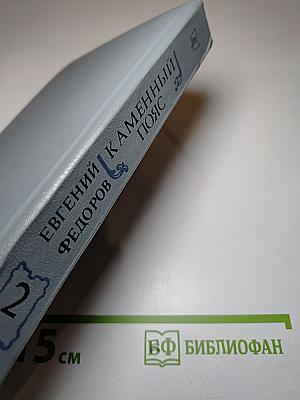 ЕВГЕНИЙ
ФЕДОРОВ
КАМЕННЫЙ
ПОЯС
2
15 СМ
БФ БИБЛИОФАН